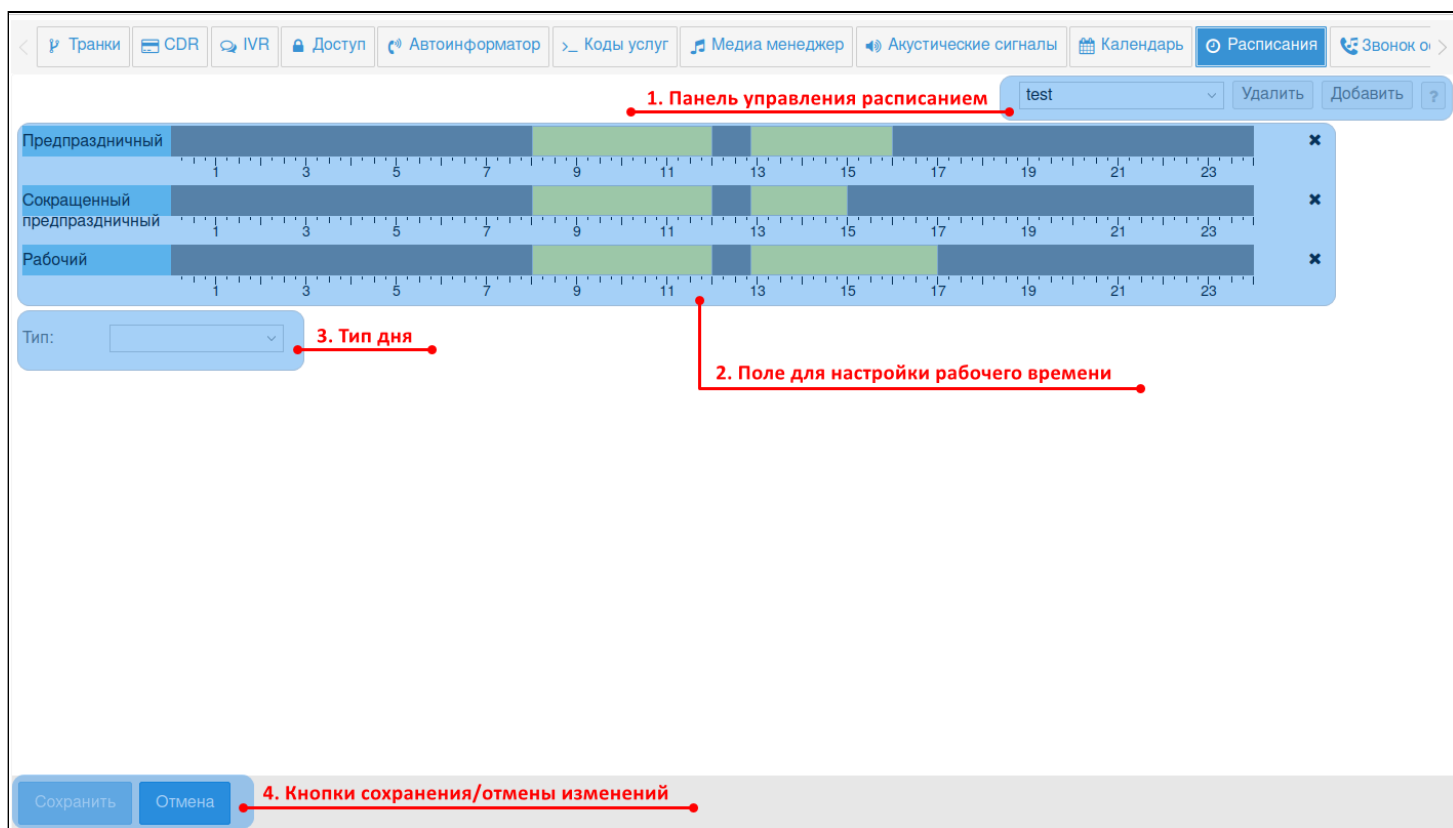 Транки CDR IVR Доступ Автоинформатор >_ Коды услуг Медиа менеджер Акустические сигналы Календарь Расписания Звонок о
1. Панель управления расписанием test Удалить Добавить ?
Предпраздничный
1 3 5 7 9 11 13 15 17 19 21 23
Сокращенный
предпраздничный
1 3 5 7 9 11 13 15 17 19 21 23
Рабочий
1 3 5 7 9 11 13 15 17 19 21 23
Тип: 3. Тип дня
2. Поле для настройки рабочего времени
Сохранить Отмена 4. Кнопки сохранения/отмены изменений